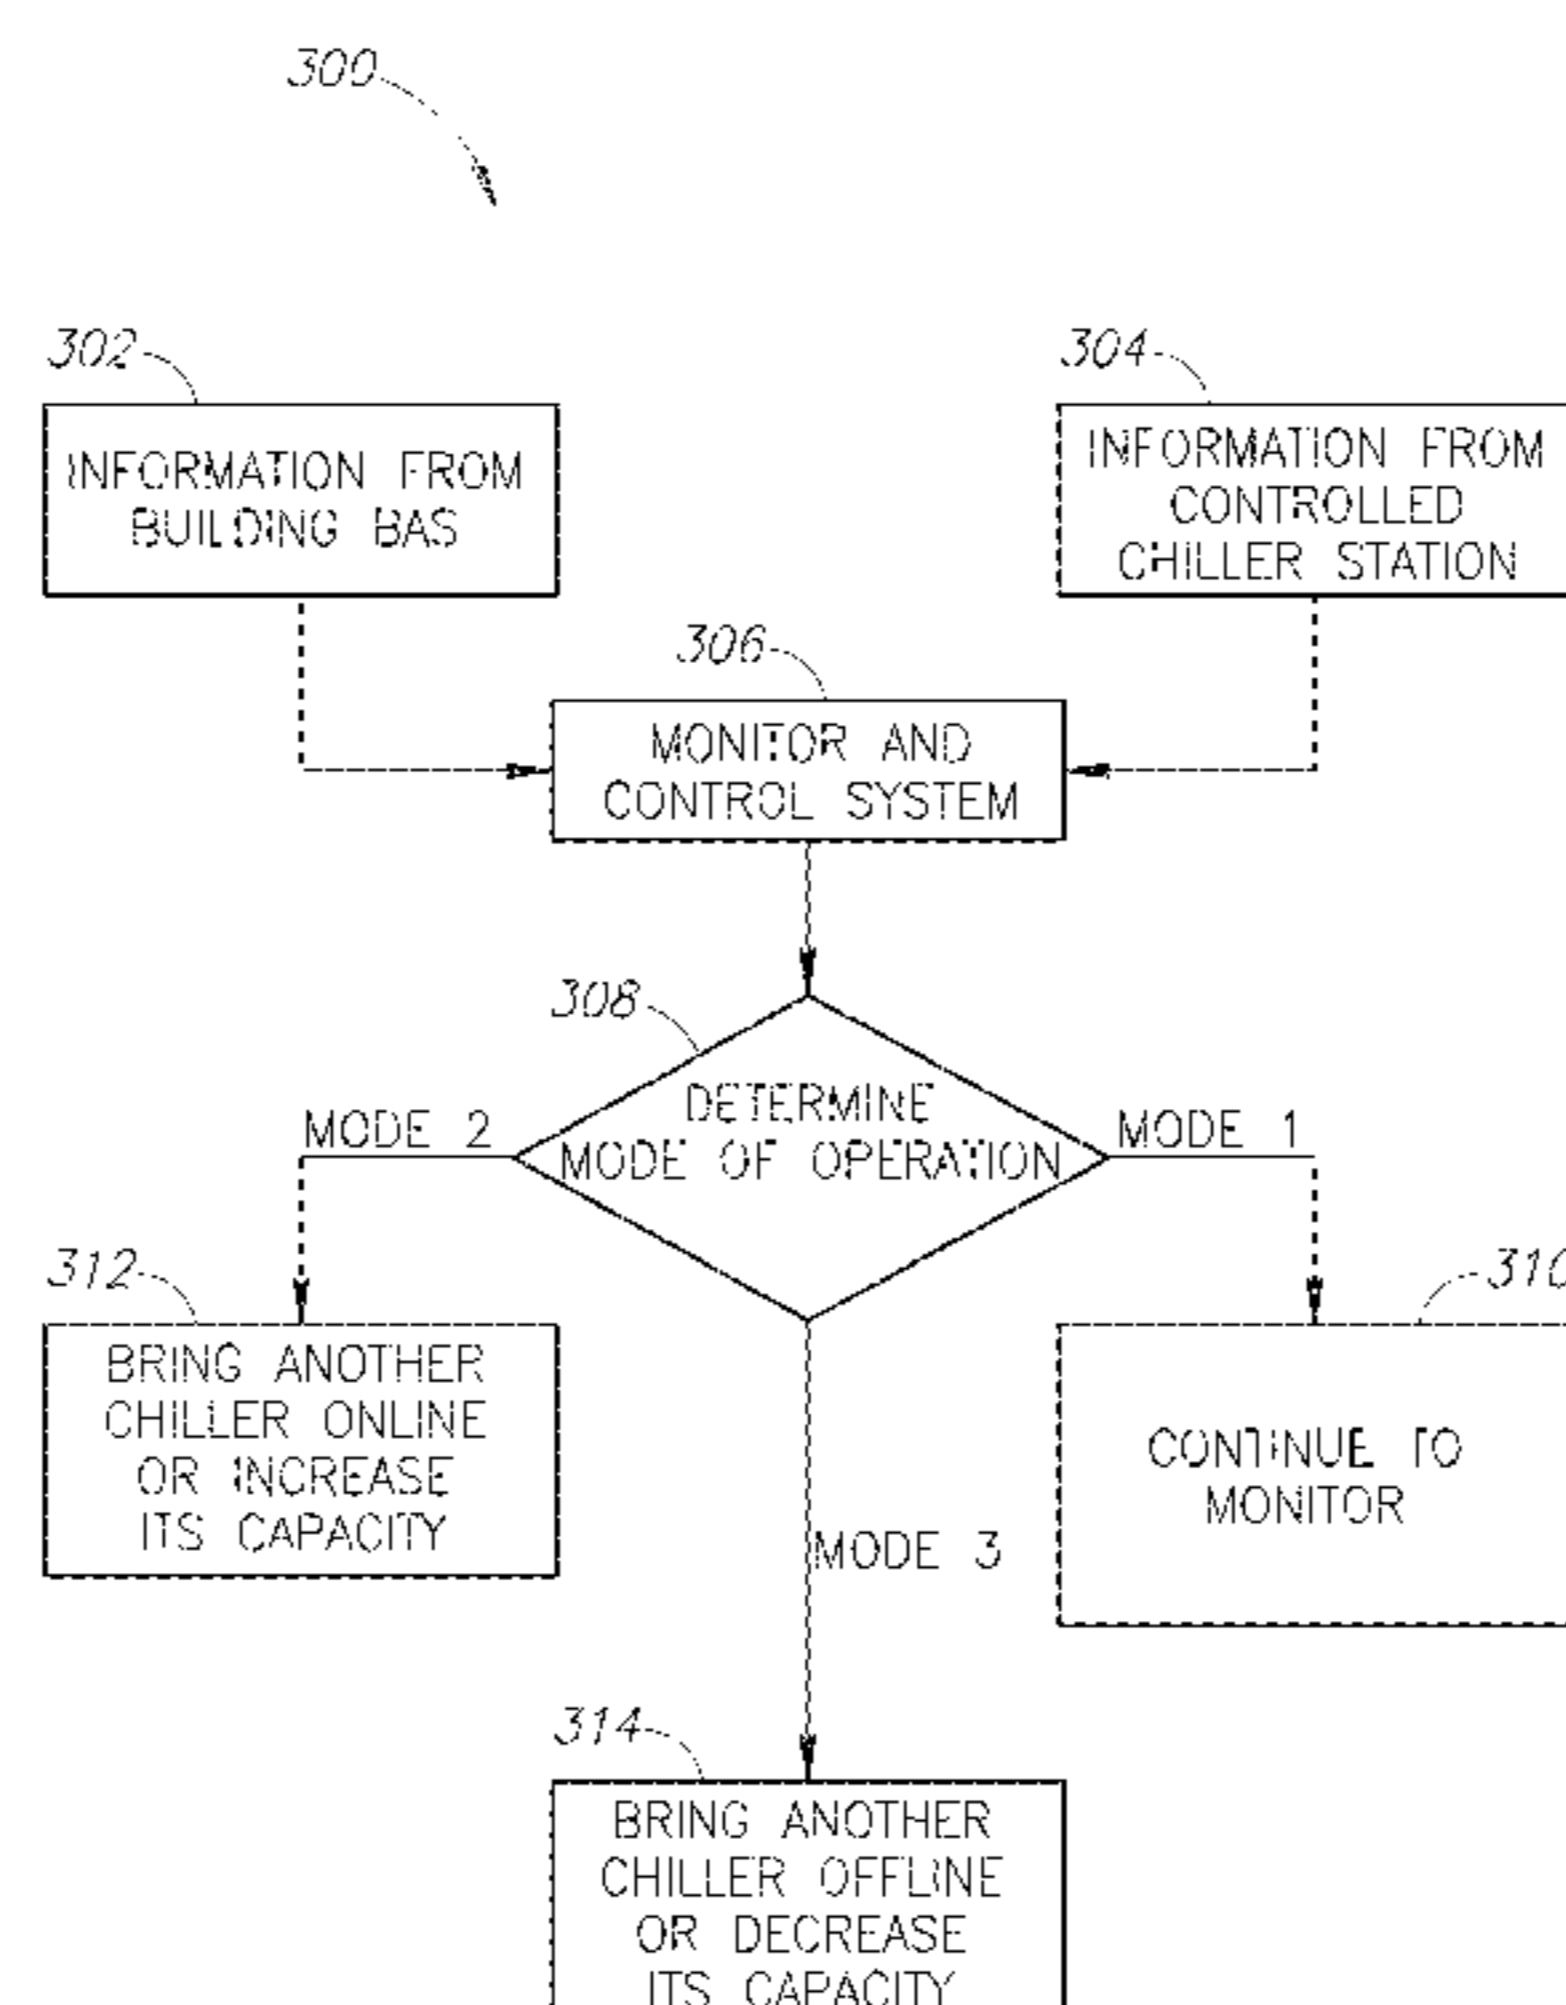 300
302
304
INFORMATION FROM
BUILDING BAS
INFORMATION FROM
CONTROLLED
CHILLER STATION
306
MONITOR AND
CONTROL SYSTEM
308
DETERMINE
MODE OF OPERATION
MODE 2
MODE 1
312
310
BRING ANOTHER
CHILLER ONLINE
OR INCREASE
ITS CAPACITY
CONTINUE TO
MONITOR
MODE 3
314
BRING ANOTHER
CHILLER OFFLINE
OR DECREASE
ITS CAPACITY